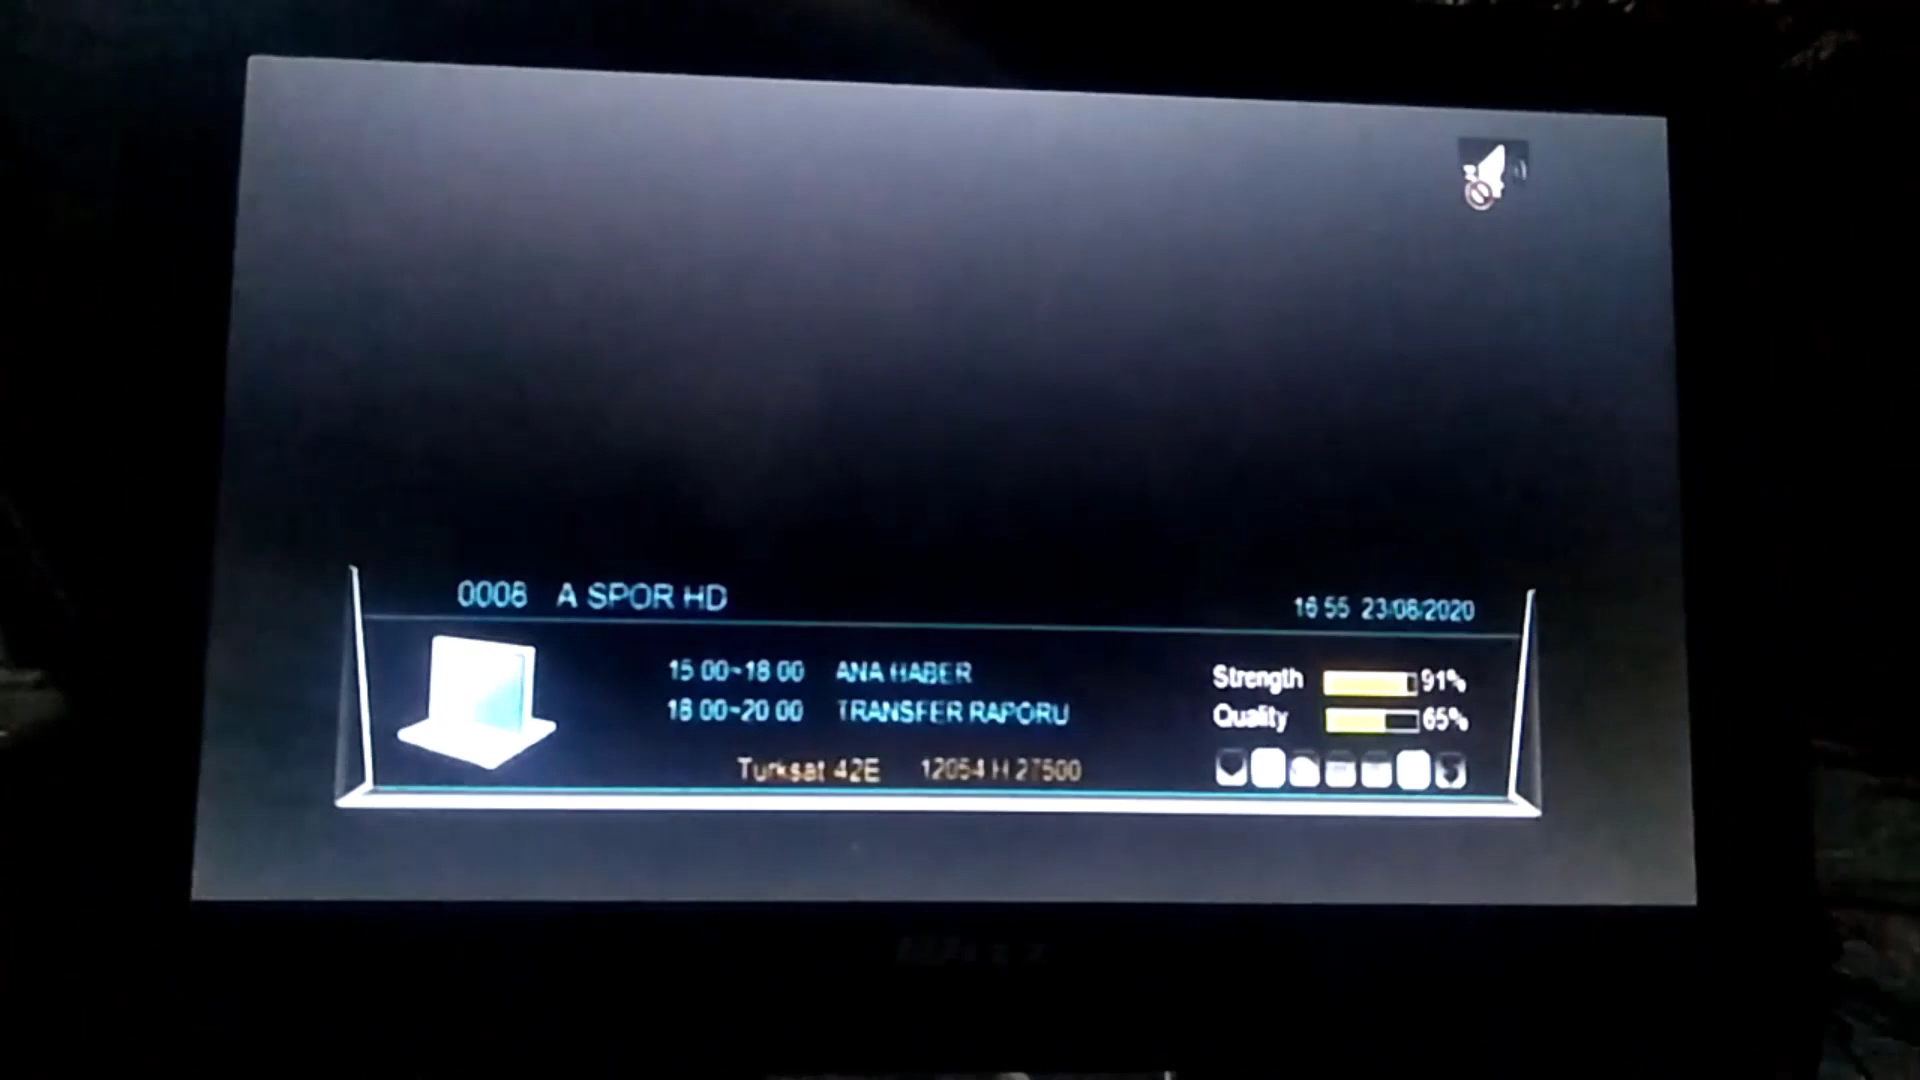 0008 A SPOR HD
16 55 23/08/2020
15 00~18 00 ANA HABER
18 00~20 00 TRANSFER RAPORU
Strength 91%
Quality 65%
Turksat 42E 12054 H 27500